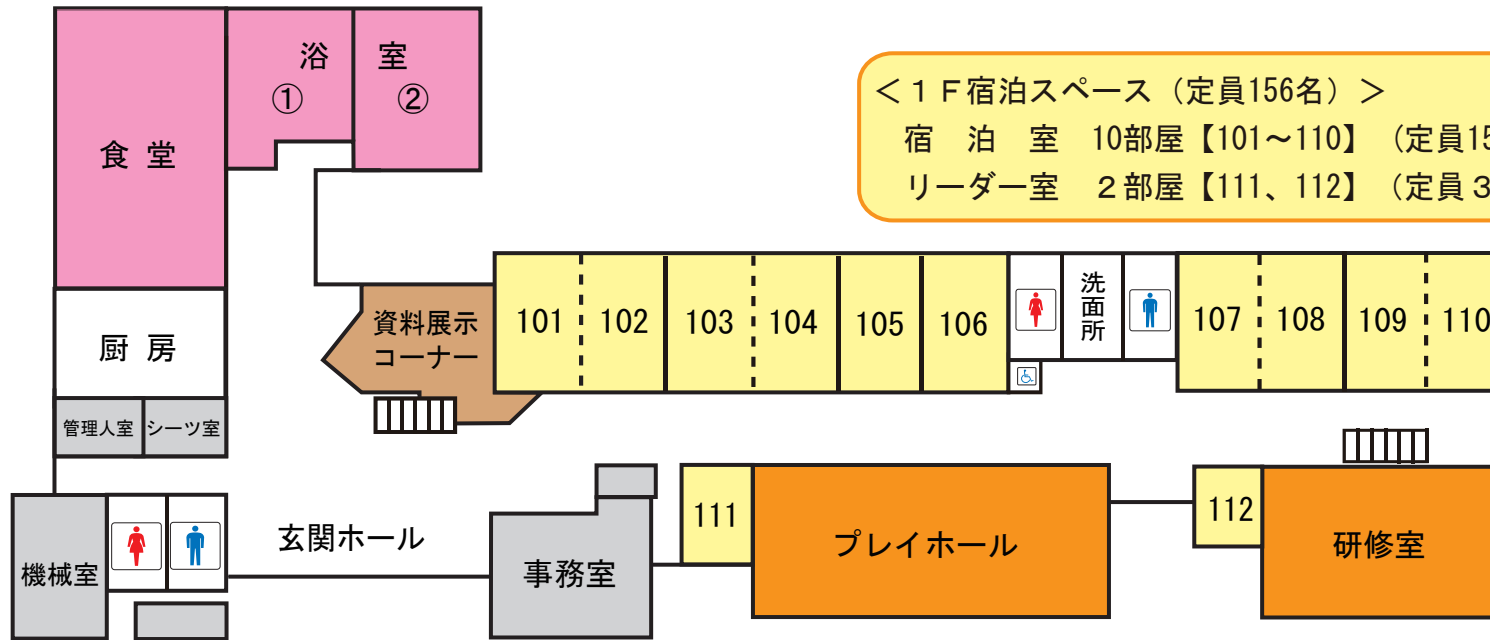 浴 室
① ②
食 堂
＜１Ｆ宿泊スペース（定員156名）＞
宿 泊 室 10部屋【101～110】（定員15
リーダー室 ２部屋【111、112】（定員３
資料展示
コーナー
101 102 103 104 105 106
洗面所
107 108 109 110
厨 房
管理人室 シーツ室
機械室
玄関ホール
事務室
111
プレイホール
112
研修室